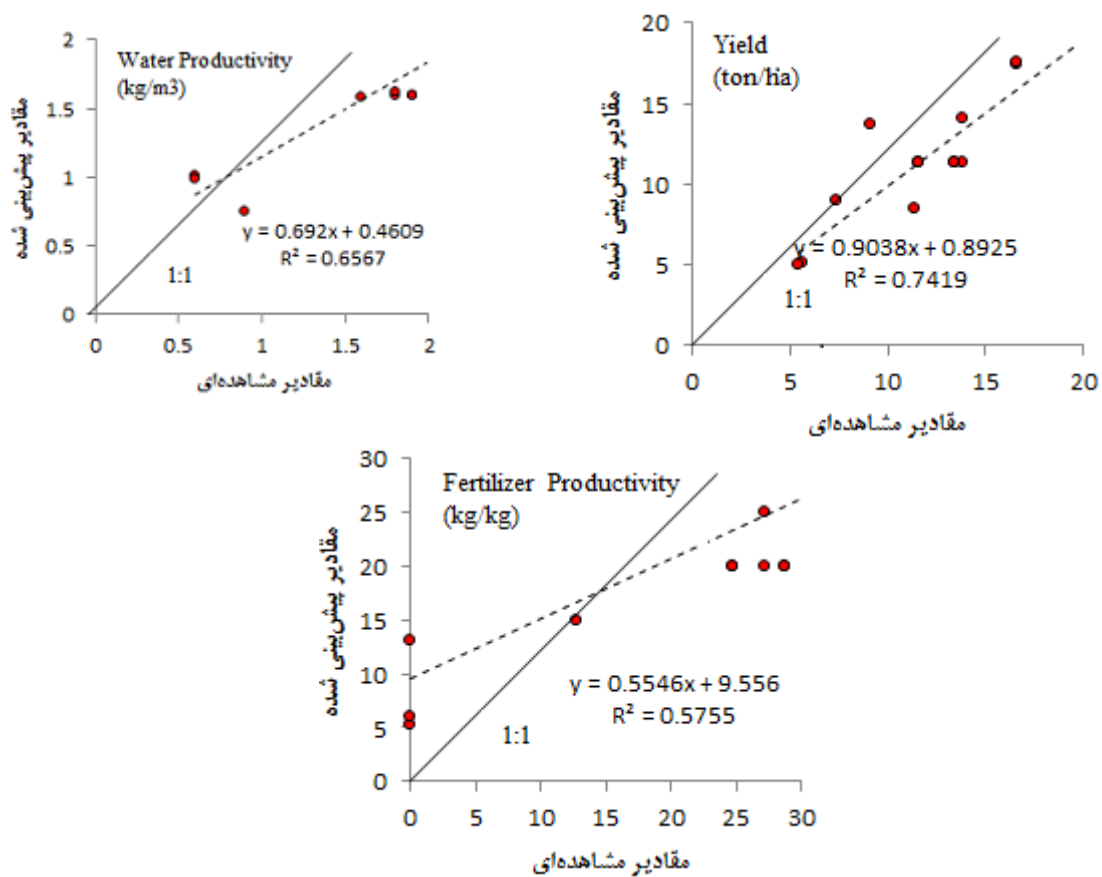 Water Productivity
(kg/m3)
مقادیر پیش‌بینی شده
2
1.5
1
0.5
0
y = 0.692x + 0.4609
R² = 0.6567
1:1
0 0.5 1 1.5 2
مقادیر مشاهده‌ای
Yield
(ton/ha)
مقادیر پیش‌بینی شده
20
15
10
5
0
y = 0.9038x + 0.8925
R² = 0.7419
1:1
0 5 10 15 20
مقادیر مشاهده‌ای
Fertilizer Productivity
(kg/kg)
مقادیر پیش‌بینی شده
30
25
20
15
10
5
0
y = 0.5546x + 9.556
R² = 0.5755
1:1
0 5 10 15 20 25 30
مقادیر مشاهده‌ای